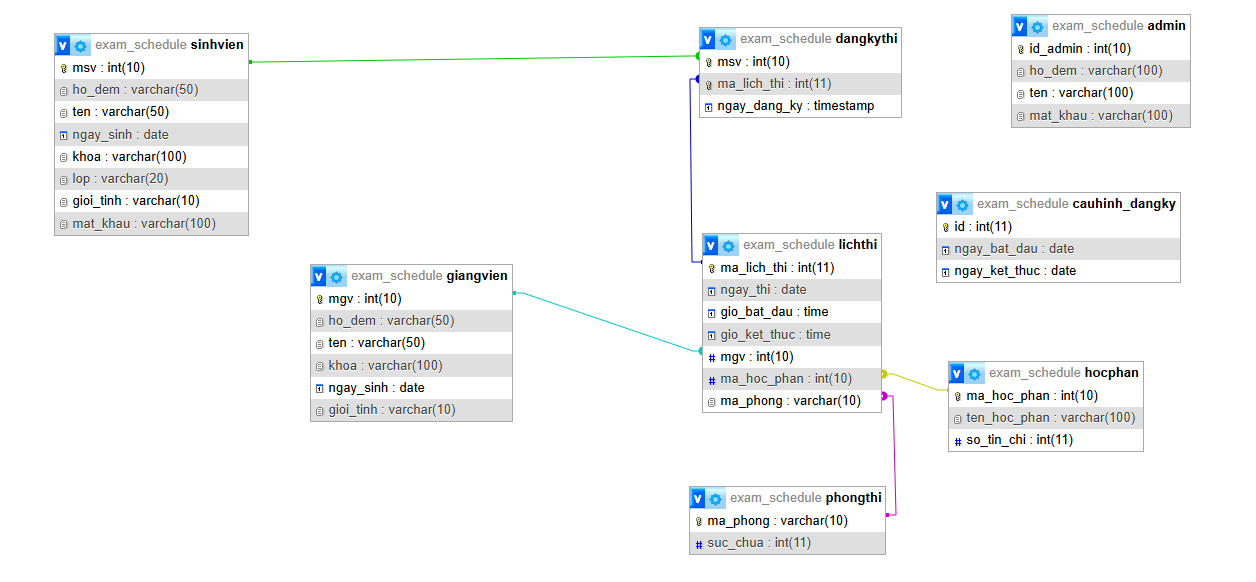 exam_schedule sinhvien
msv : int(10)
ho_dem : varchar(50)
ten : varchar(50)
ngay_sinh : date
khoa : varchar(100)
lop : varchar(20)
gioi_tinh : varchar(10)
mat_khau : varchar(100)
exam_schedule dangkythi
msv : int(10)
ma_lich_thi : int(11)
ngay_dang_ky : timestamp
exam_schedule admin
id_admin : int(10)
ho_dem : varchar(100)
ten : varchar(100)
mat_khau : varchar(100)
exam_schedule cauhinh_dangky
id : int(11)
ngay_bat_dau : date
ngay_ket_thuc : date
exam_schedule giangvien
mgv : int(10)
ho_dem : varchar(50)
ten : varchar(50)
khoa : varchar(100)
ngay_sinh : date
gioi_tinh : varchar(10)
exam_schedule lichthi
ma_lich_thi : int(11)
ngay_thi : date
gio_bat_dau : time
gio_ket_thuc : time
# mgv : int(10)
# ma_hoc_phan : int(10)
ma_phong : varchar(10)
exam_schedule hocphan
ma_hoc_phan : int(10)
ten_hoc_phan : varchar(100)
# so_tin_chi : int(11)
exam_schedule phongthi
ma_phong : varchar(10)
# suc_chua : int(11)